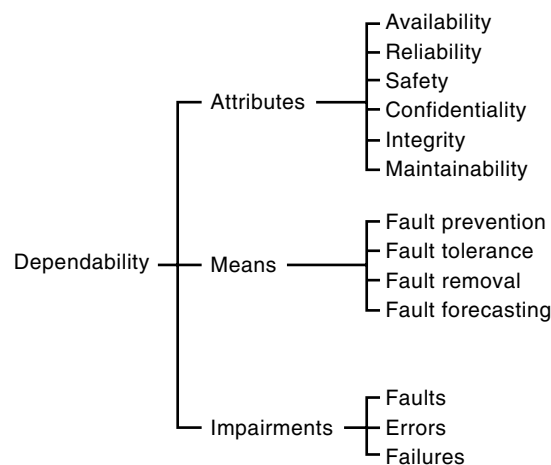 Dependability
Attributes
Availability
Reliability
Safety
Confidentiality
Integrity
Maintainability
Means
Fault prevention
Fault tolerance
Fault removal
Fault forecasting
Impairments
Faults
Errors
Failures